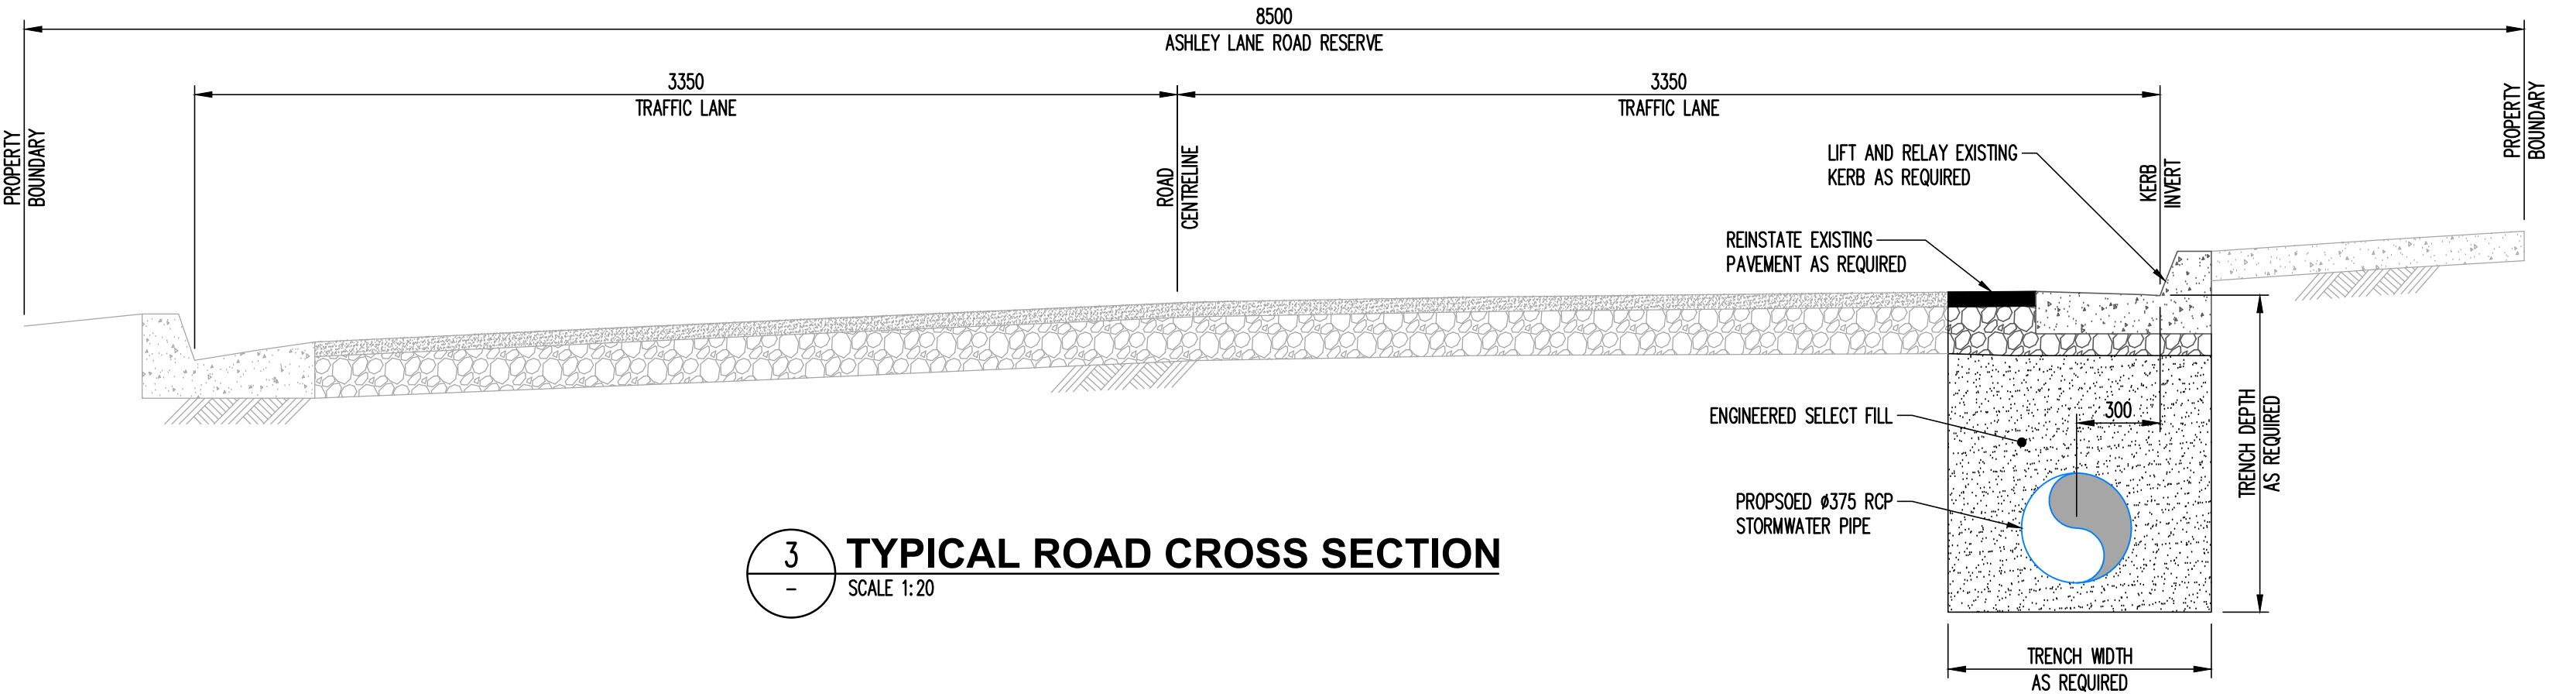 8500
ASHLEY LANE ROAD RESERVE
3350
TRAFFIC LANE
3350
TRAFFIC LANE
PROPERTY
BOUNDARY
ROAD
CENTRELINE
LIFT AND RELAY EXISTING
KERB AS REQUIRED
KERB
INVERT
PROPERTY
BOUNDARY
REINSTATE EXISTING
PAVEMENT AS REQUIRED
ENGINEERED SELECT FILL
300
TRENCH DEPTH
AS REQUIRED
PROPSOED Ø375 RCP
STORMWATER PIPE
3
-
TYPICAL ROAD CROSS SECTION
SCALE 1:20
TRENCH WIDTH
AS REQUIRED